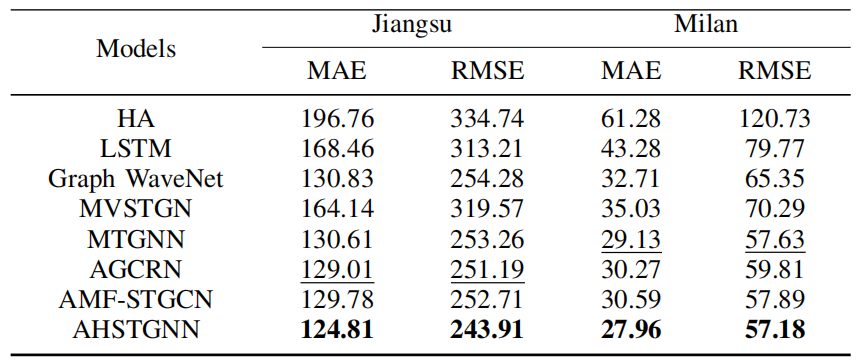 Models Jiangsu Milan
MAE RMSE MAE RMSE
HA 196.76 334.74 61.28 120.73
LSTM 168.46 313.21 43.28 79.77
Graph WaveNet 130.83 254.28 32.71 65.35
MVSTGN 164.14 319.57 35.03 70.29
MTGNN 130.61 253.26 29.13 57.63
AGCRN 129.01 251.19 30.27 59.81
AMF-STGCN 129.78 252.71 30.59 57.89
AHSTGNN 124.81 243.91 27.96 57.18